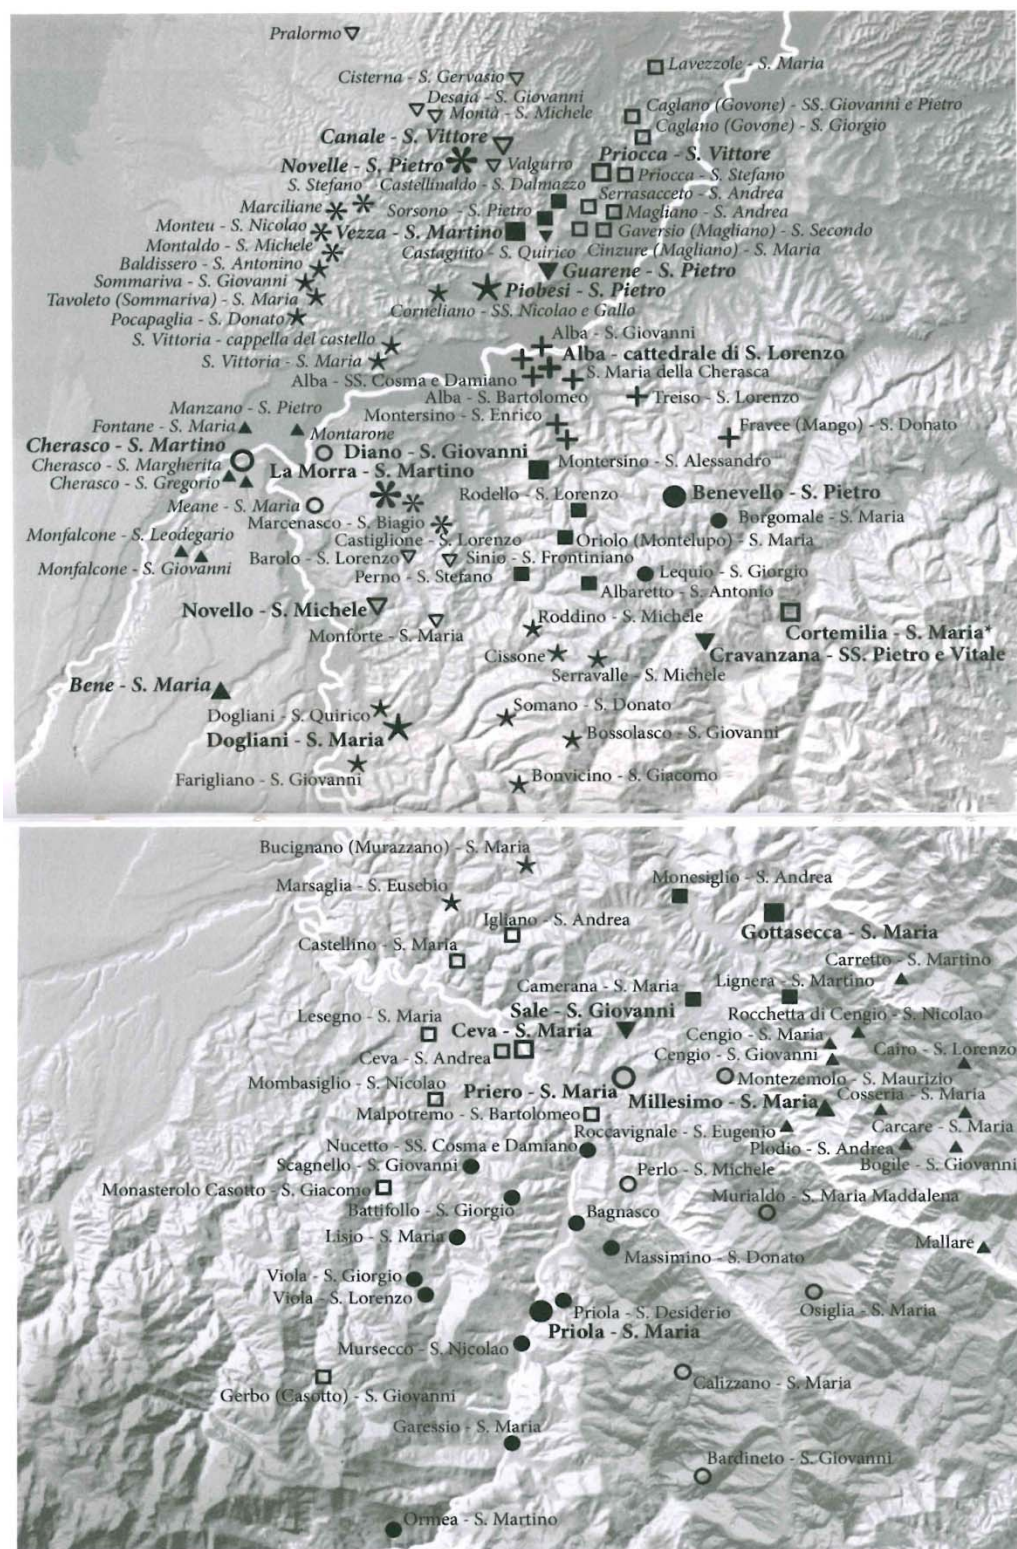 Pralormo
Lavezzole - S. Maria
Cisterna - S. Gervasio
Desaia - S. Giovanni
Montà - S. Michele
Caglano (Govone) - SS. Giovanni e Pietro
Caglano (Govone) - S. Giorgio
Canale - S. Vittore
Priocca - S. Vittore
Novelle - S. Pietro
Valgurro
Priocca - S. Stefano
S. Stefano
Castellinaldo - S. Dalmazzo
Serrasacceto - S. Andrea
Marciliane
Sorsono - S. Pietro
Magliano - S. Andrea
Monteu - S. Nicolao
Vezza - S. Martino
Gaversio (Magliano) - S. Secondo
Montaldo - S. Michele
Castagnito - S. Quirico
Cinzure (Magliano) - S. Maria
Baldissero - S. Antonino
Guarene - S. Pietro
Sommariva - S. Giovanni
Piobesi - S. Pietro
Tavoleto (Sommariva) - S. Maria
Corneliano - SS. Nicolao e Gallo
Pocapaglia - S. Donato
S. Vittoria - cappella del castello
Alba - S. Giovanni
S. Vittoria - S. Maria
Alba - cattedrale di S. Lorenzo
Alba - SS. Cosma e Damiano
S. Maria della Cherasca
Alba - S. Bartolomeo
Treiso - S. Lorenzo
Manzano - S. Pietro
Montersino - S. Enrico
Fontane - S. Maria
Montarone
Fravee (Mango) - S. Donato
Cherasco - S. Martino
Diano - S. Giovanni
Cherasco - S. Margherita
La Morra - S. Martino
Montersino - S. Alessandro
Cherasco - S. Gregorio
Rodello - S. Lorenzo
Benevello - S. Pietro
Meane - S. Maria
Marcenasco - S. Biagio
Borgomale - S. Maria
Monfalcone - S. Leodegario
Castiglione - S. Lorenzo
Oriolo (Montelupo) - S. Maria
Barolo - S. Lorenzo
Sinio - S. Frontiniano
Monfalcone - S. Giovanni
Perno - S. Stefano
Lequio - S. Giorgio
Albaretto - S. Antonio
Novello - S. Michele
Roddino - S. Michele
Monforte - S. Maria
Cortemilia - S. Maria*
Cissone
Cravanzana - SS. Pietro e Vitale
Serravalle - S. Michele
Bene - S. Maria
Dogliani - S. Quirico
Somano - S. Donato
Dogliani - S. Maria
Bossolasco - S. Giovanni
Farigliano - S. Giovanni
Bonvicino - S. Giacomo
Bucignano (Murazzano) - S. Maria
Marsaglia - S. Eusebio
Monesiglio - S. Andrea
Igliano - S. Andrea
Gottasecca - S. Maria
Castellino - S. Maria
Carretto - S. Martino
Camerana - S. Maria
Lignera - S. Martino
Lesegno - S. Maria
Sale - S. Giovanni
Rocchetta di Cengio - S. Nicolao
Ceva - S. Maria
Cengio - S. Maria
Ceva - S. Andrea
Cengio - S. Giovanni
Cairo - S. Lorenzo
Mombasiglio - S. Nicolao
Priero - S. Maria
Montezemolo - S. Maurizio
Malpotremo - S. Bartolomeo
Millesimo - S. Maria
Cosseria - S. Maria
Roccavignale - S. Eugenio
Carcare - S. Maria
Nucetto - SS. Cosma e Damiano
Plodio - S. Andrea
Scagnello - S. Giovanni
Perlo - S. Michele
Bogile - S. Giovanni
Monasterolo Casotto - S. Giacomo
Murialdo - S. Maria Maddalena
Battifollo - S. Giorgio
Bagnasco
Lisio - S. Maria
Massimino - S. Donato
Mallare
Viola - S. Giorgio
Viola - S. Lorenzo
Priola - S. Desiderio
Osiglia - S. Maria
Priola - S. Maria
Mursecco - S. Nicolao
Gerbo (Casotto) - S. Giovanni
Calizzano - S. Maria
Garessio - S. Maria
Bardineto - S. Giovanni
Ormea - S. Martino